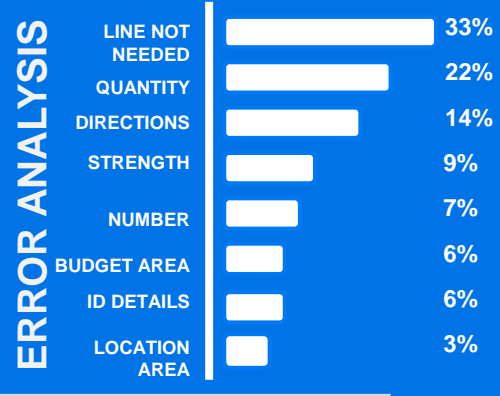 ERROR ANALYSIS
LINE NOT
NEEDED
33%
QUANTITY
22%
DIRECTIONS
14%
STRENGTH
9%
NUMBER
7%
BUDGET AREA
6%
ID DETAILS
6%
LOCATION
AREA
3%